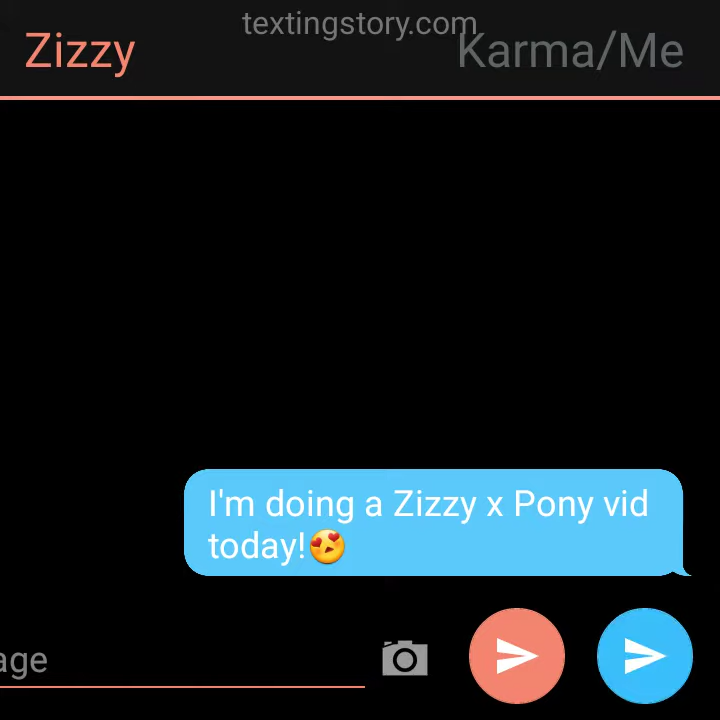 textingstory.com
Zizzy
Karma/Me
I'm doing a Zizzy x Pony vid
today!😍
age